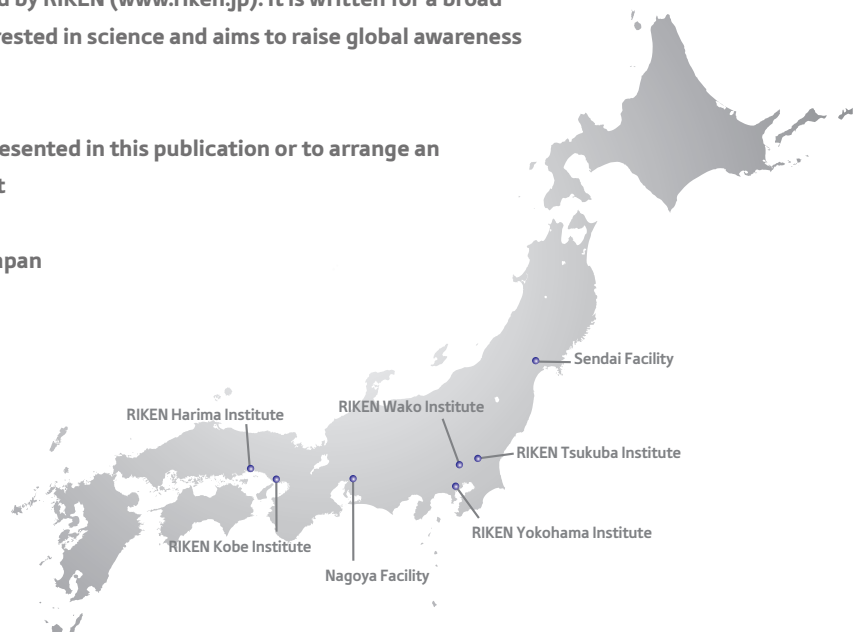 d by RIKEN (www.riken.jp). It is written for a broad
rested in science and aims to raise global awareness
esented in this publication or to arrange an
t
apan
Sendai Facility
RIKEN Harima Institute
RIKEN Wako Institute
RIKEN Tsukuba Institute
RIKEN Yokohama Institute
RIKEN Kobe Institute
Nagoya Facility